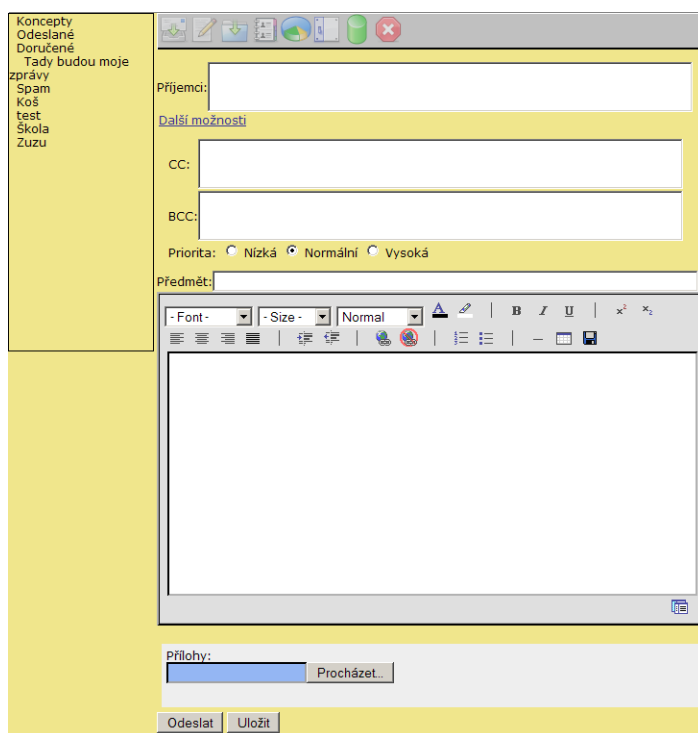 Koncepty
Odeslané
Doručené
Tady budou moje
zprávy
Spam
Koš
test
Škola
Zuzu
Příjemci:
Další možnosti
CC:
BCC:
Priorita: Nízká Normální Vysoká
Předmět:
- Font - - Size - Normal A B I U x² x₂
Přílohy:
Procházet...
Odeslat Uložit